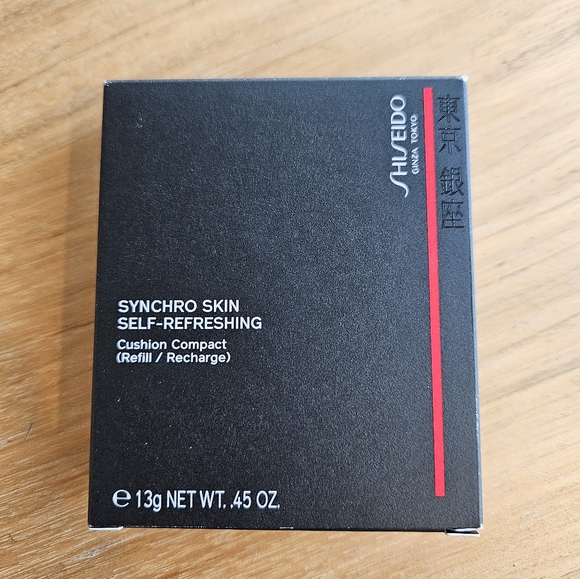 SHISEIDO
GINZA TOKYO
東京 銀座
SYNCHRO SKIN
SELF-REFRESHING
Cushion Compact
(Refill / Recharge)
℮ 13g NET WT. .45 OZ.